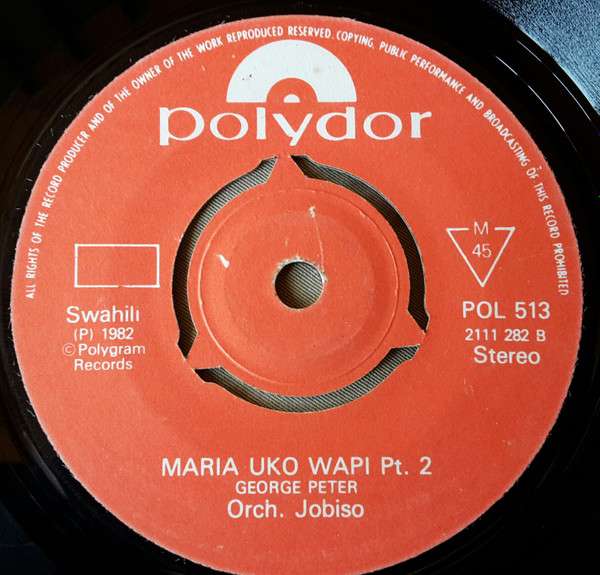 ALL RIGHTS OF THE RECORD PRODUCER AND OF THE OWNER OF THE WORK REPRODUCED RESERVED. COPYING, PUBLIC PERFORMANCE AND BROADCASTING OF THIS RECORD PROHIBITED
polydor
Swahili
(P) 1982
©Polygram
Records
M
45
POL 513
2111 282 B
Stereo
MARIA UKO WAPI Pt. 2
GEORGE PETER
Orch. Jobiso